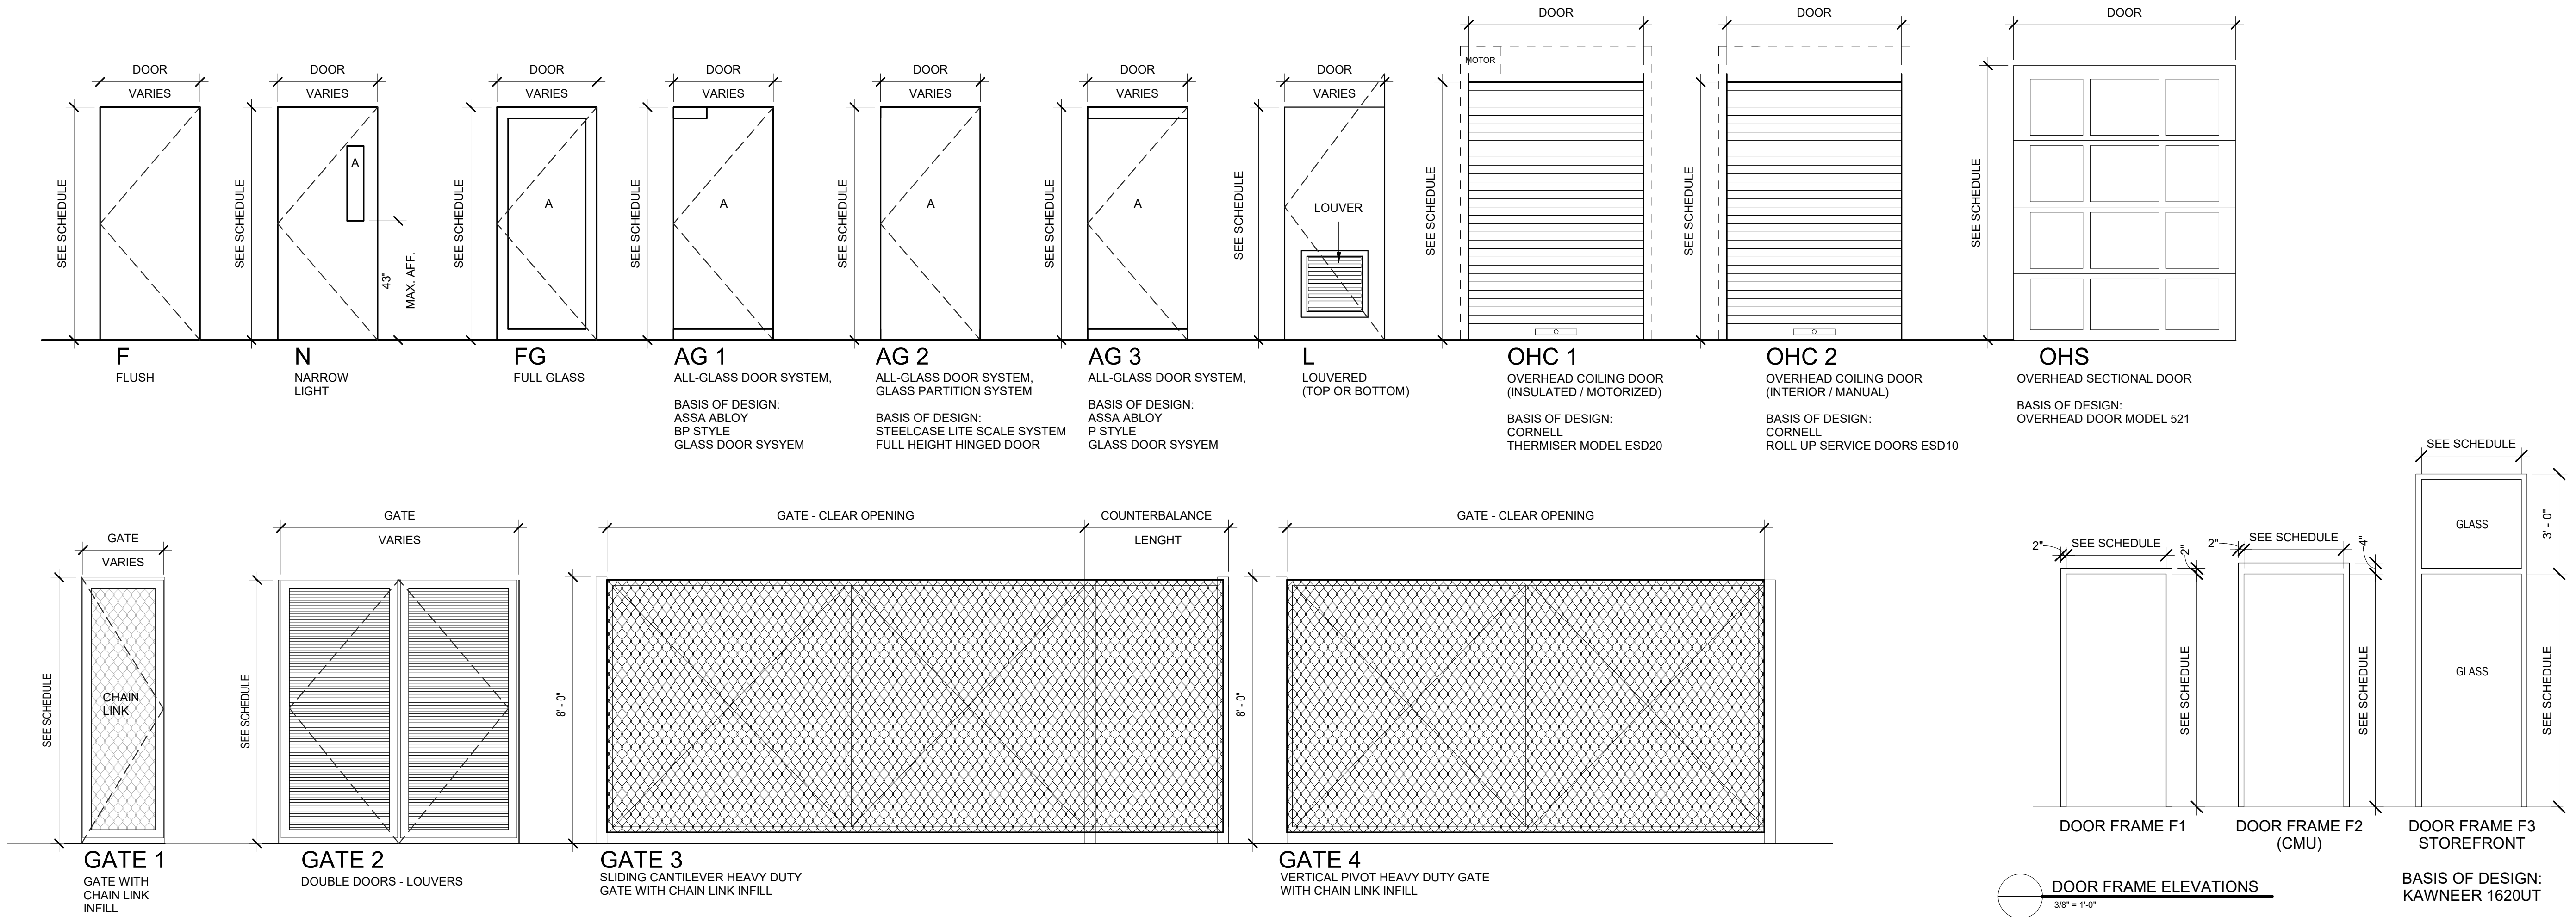 DOOR
VARIES
SEE SCHEDULE
F
FLUSH
DOOR
VARIES
SEE SCHEDULE
A
43"
MAX. AFF.
N
NARROW
LIGHT
DOOR
VARIES
SEE SCHEDULE
A
FG
FULL GLASS
DOOR
VARIES
SEE SCHEDULE
A
AG 1
ALL-GLASS DOOR SYSTEM,
BASIS OF DESIGN:
ASSA ABLOY
BP STYLE
GLASS DOOR SYSYEM
DOOR
VARIES
SEE SCHEDULE
A
AG 2
ALL-GLASS DOOR SYSTEM,
GLASS PARTITION SYSTEM
BASIS OF DESIGN:
STEELCASE LITE SCALE SYSTEM
FULL HEIGHT HINGED DOOR
DOOR
VARIES
SEE SCHEDULE
A
AG 3
ALL-GLASS DOOR SYSTEM,
BASIS OF DESIGN:
ASSA ABLOY
P STYLE
GLASS DOOR SYSYEM
DOOR
VARIES
SEE SCHEDULE
LOUVER
L
LOUVERED
(TOP OR BOTTOM)
DOOR
MOTOR
SEE SCHEDULE
OHC 1
OVERHEAD COILING DOOR
(INSULATED / MOTORIZED)
BASIS OF DESIGN:
CORNELL
THERMISER MODEL ESD20
DOOR
SEE SCHEDULE
OHC 2
OVERHEAD COILING DOOR
(INTERIOR / MANUAL)
BASIS OF DESIGN:
CORNELL
ROLL UP SERVICE DOORS ESD10
DOOR
SEE SCHEDULE
OHS
OVERHEAD SECTIONAL DOOR
BASIS OF DESIGN:
OVERHEAD DOOR MODEL 521
GATE
VARIES
SEE SCHEDULE
CHAIN
LINK
GATE 1
GATE WITH
CHAIN LINK
INFILL
GATE
VARIES
SEE SCHEDULE
GATE 2
DOUBLE DOORS - LOUVERS
GATE - CLEAR OPENING
COUNTERBALANCE
LENGHT
8' - 0"
GATE 3
SLIDING CANTILEVER HEAVY DUTY
GATE WITH CHAIN LINK INFILL
GATE - CLEAR OPENING
8' - 0"
GATE 4
VERTICAL PIVOT HEAVY DUTY GATE
WITH CHAIN LINK INFILL
2"
SEE SCHEDULE
2"
SEE SCHEDULE
DOOR FRAME F1
2"
SEE SCHEDULE
4"
SEE SCHEDULE
DOOR FRAME F2
(CMU)
SEE SCHEDULE
GLASS
3' - 0"
GLASS
SEE SCHEDULE
DOOR FRAME F3
STOREFRONT
BASIS OF DESIGN:
KAWNEER 1620UT
DOOR FRAME ELEVATIONS
3/8" = 1'-0"